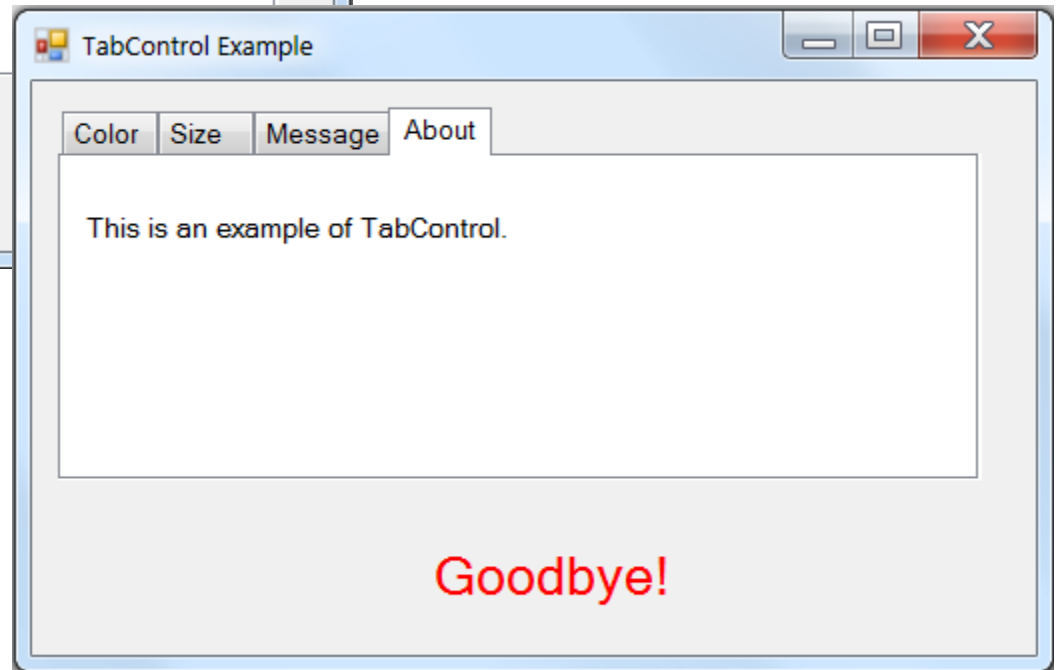 TabControl Example
Color Size Message About
This is an example of TabControl.
Goodbye!